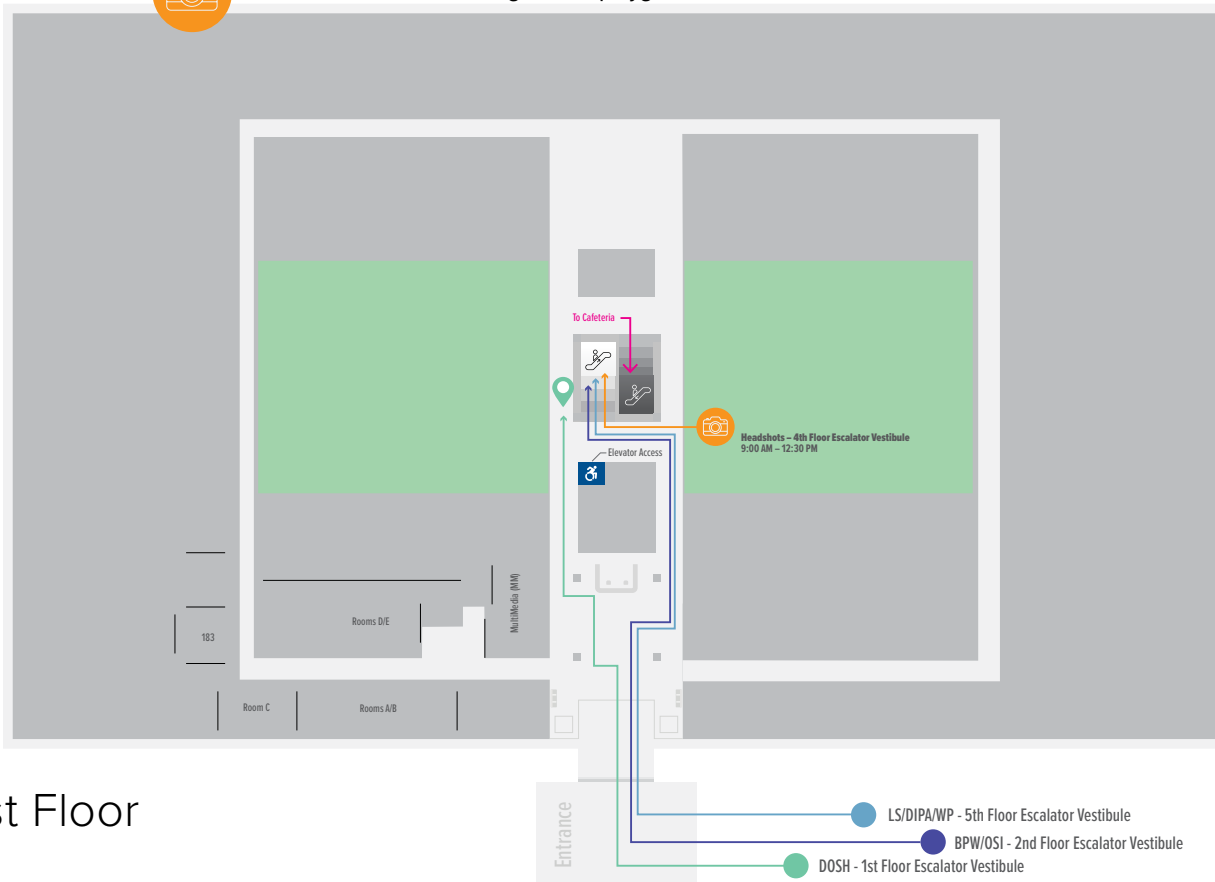 To Cafeteria
Headshots – 4th Floor Escalator Vestibule
9:00 AM – 12:30 PM
Elevator Access
MultiMedia (MM)
Rooms D/E
183
Room C
Rooms A/B
Floor
Entrance
LS/DIPA/WP - 5th Floor Escalator Vestibule
BPW/OSI - 2nd Floor Escalator Vestibule
DOSH - 1st Floor Escalator Vestibule